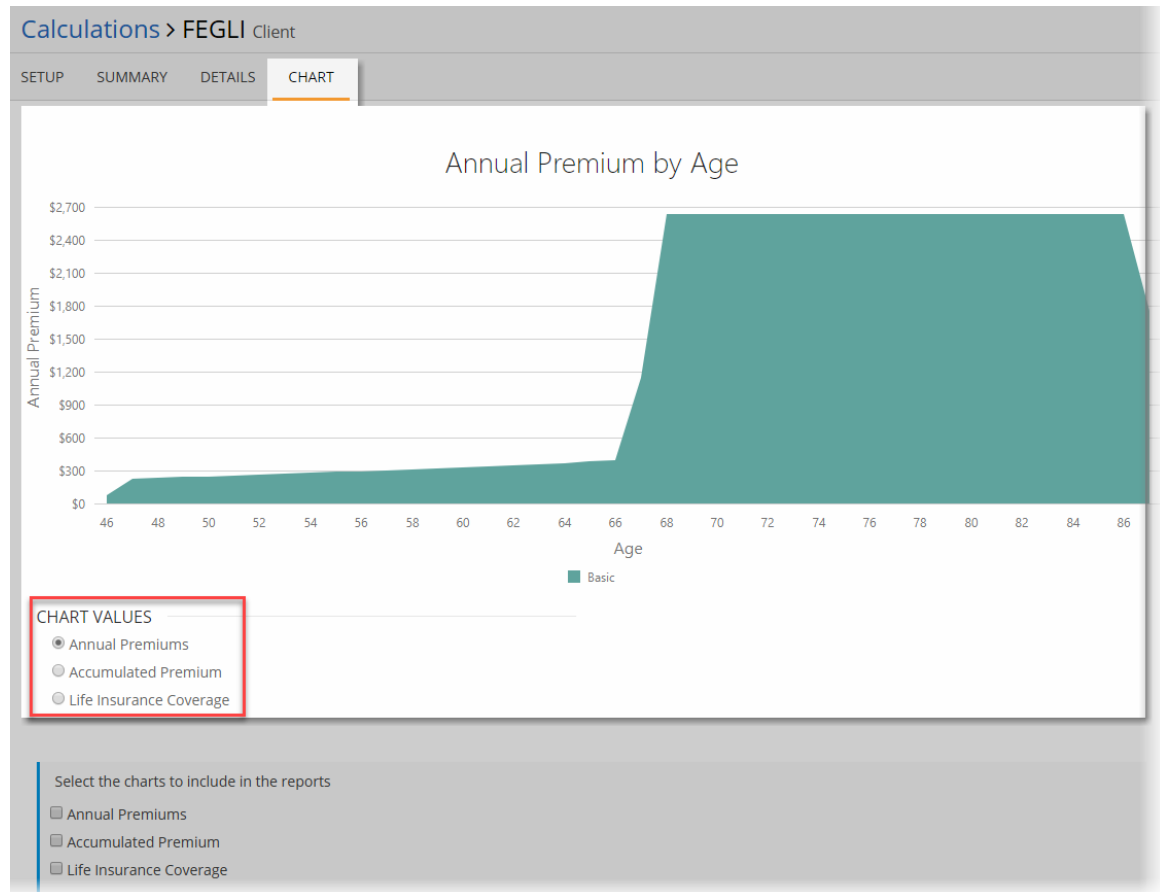 Calculations > FEGLI Client
SETUP SUMMARY DETAILS CHART
Annual Premium by Age
Annual Premium
$2,700
$2,400
$2,100
$1,800
$1,500
$1,200
$900
$600
$300
$0
46 48 50 52 54 56 58 60 62 64 66 68 70 72 74 76 78 80 82 84 86
Age
Basic
CHART VALUES
Annual Premiums
Accumulated Premium
Life Insurance Coverage
Select the charts to include in the reports
Annual Premiums
Accumulated Premium
Life Insurance Coverage